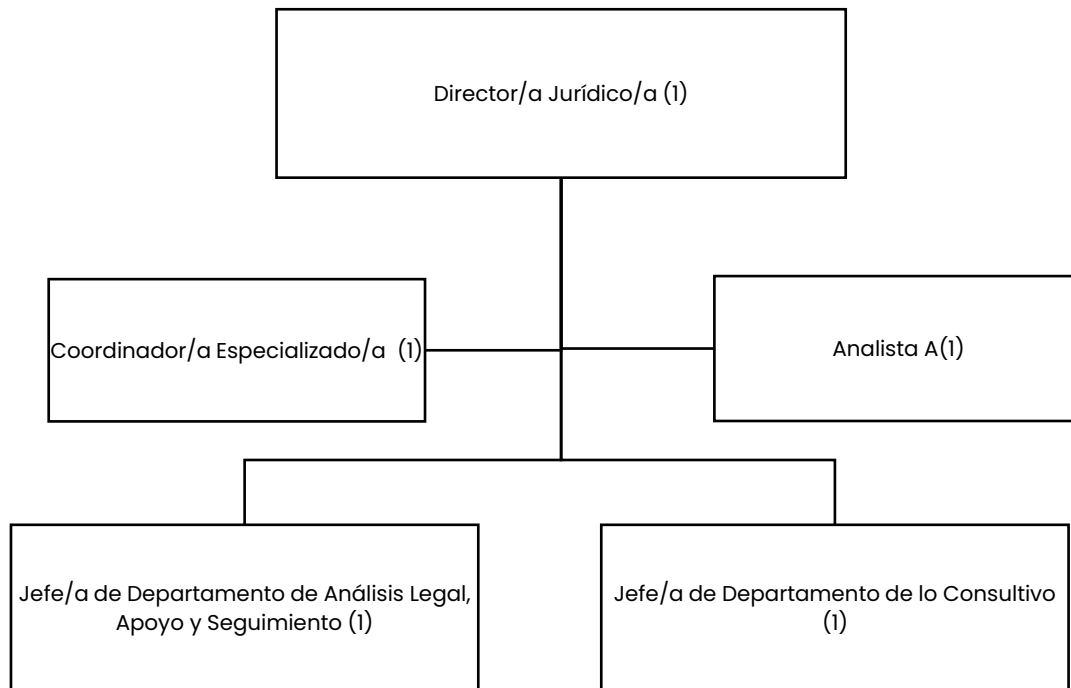 Director/a Jurídico/a (1)
Coordinador/a Especializado/a (1)
Analista A(1)
Jefe/a de Departamento de Análisis Legal,
Apoyo y Seguimiento (1)
Jefe/a de Departamento de lo Consultivo
(1)